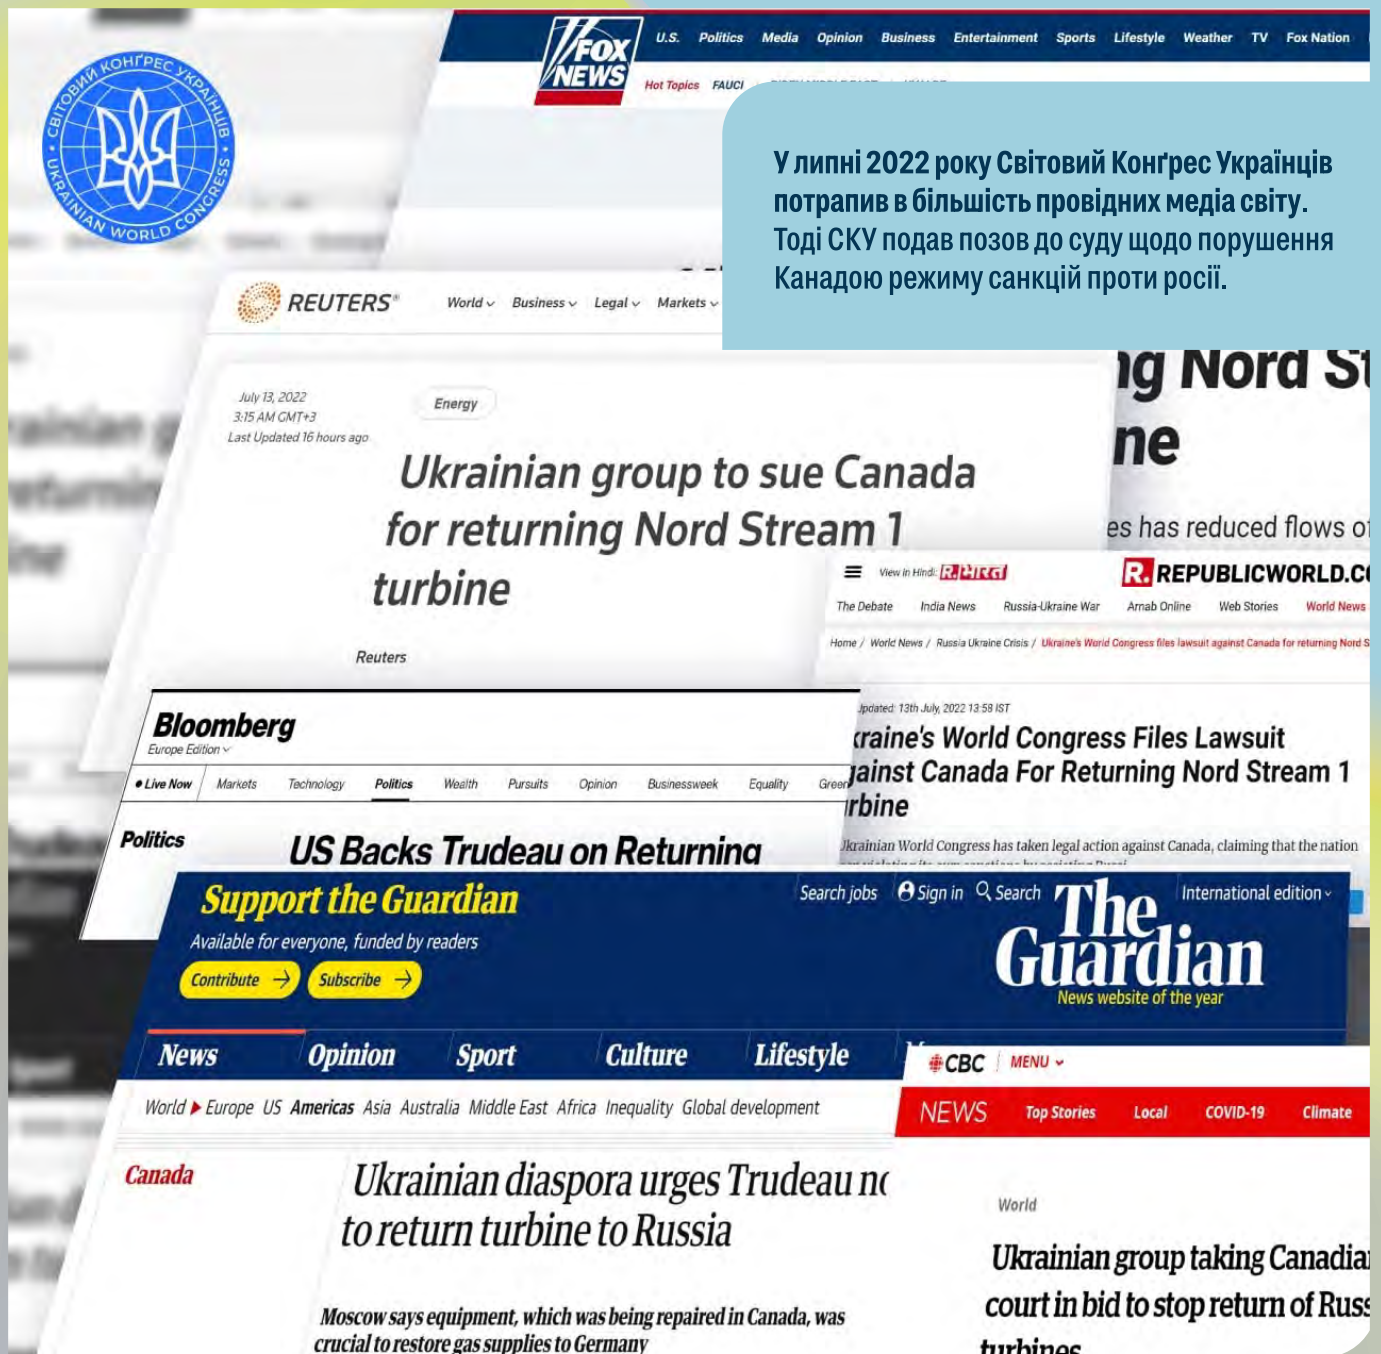 СВІТОВИЙ КОНҐРЕС УКРАЇНЦІВ
UKRAINIAN WORLD CONGRESS
FOX
NEWS
U.S. Politics Media Opinion Business Entertainment Sports Lifestyle Weather TV Fox Nation
Hot Topics FAUCI
У липні 2022 року Світовий Конґрес Українців
потрапив в більшість провідних медіа світу.
Тоді СКУ подав позов до суду щодо порушення
Канадою режиму санкцій проти росії.
REUTERS®
World Business Legal Markets
July 13, 2022
3:15 AM GMT+3
Last Updated 16 hours ago
Energy
Ukrainian group to sue Canada
for returning Nord Stream 1
turbine
Reuters
ng Nord St
ne
es has reduced flows of
View in Hindi: R.भारत
R. REPUBLICWORLD.CO
The Debate India News Russia-Ukraine War Arnab Online Web Stories World News
Home / World News / Russia Ukraine Crisis / Ukraine's World Congress files lawsuit against Canada for returning Nord S
Updated: 13th July, 2022 13:58 IST
kraine's World Congress Files Lawsuit
gainst Canada For Returning Nord Stream 1
urbine
Ukrainian World Congress has taken legal action against Canada, claiming that the nation
Bloomberg
Europe Edition
Live Now Markets Technology Politics Wealth Pursuits Opinion Businessweek Equality Green
Politics
US Backs Trudeau on Returning
Support the Guardian
Available for everyone, funded by readers
Contribute → Subscribe →
Search jobs Sign in Search International edition
The
Guardian
News website of the year
News Opinion Sport Culture Lifestyle
World Europe US Americas Asia Australia Middle East Africa Inequality Global development
Canada
Ukrainian diaspora urges Trudeau no
to return turbine to Russia
Moscow says equipment, which was being repaired in Canada, was
crucial to restore gas supplies to Germany
CBC MENU
NEWS Top Stories Local COVID-19 Climate
World
Ukrainian group taking Canadia
court in bid to stop return of Russ
turbines